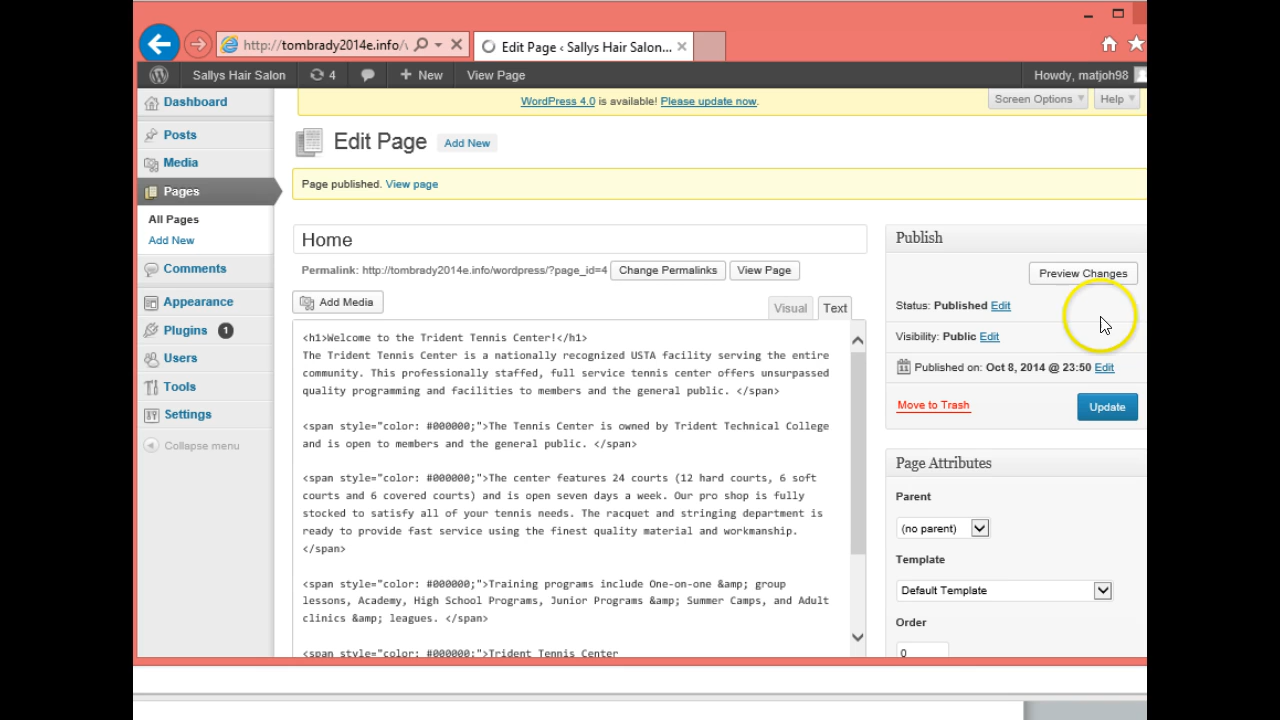 http://tombrady2014e.info/
Edit Page ‹ Sallys Hair Salon...
Sallys Hair Salon
4
New
View Page
Howdy, matjoh98
Dashboard
Posts
Media
Pages
All Pages
Add New
Comments
Appearance
Plugins 1
Users
Tools
Settings
Collapse menu
WordPress 4.0 is available! Please update now.
Screen Options
Help
Edit Page
Add New
Page published. View page
Home
Permalink: http://tombrady2014e.info/wordpress/?page_id=4
Change Permalinks
View Page
Add Media
Visual
Text
<h1>Welcome to the Trident Tennis Center!</h1>
The Trident Tennis Center is a nationally recognized USTA facility serving the entire
community. This professionally staffed, full service tennis center offers unsurpassed
quality programming and facilities to members and the general public. </span>
<span style="color: #000000;">The Tennis Center is owned by Trident Technical College
and is open to members and the general public. </span>
<span style="color: #000000;">The center features 24 courts (12 hard courts, 6 soft
courts and 6 covered courts) and is open seven days a week. Our pro shop is fully
stocked to satisfy all of your tennis needs. The racquet and stringing department is
ready to provide fast service using the finest quality material and workmanship.
</span>
<span style="color: #000000;">Training programs include One-on-one &amp; group
lessons, Academy, High School Programs, Junior Programs &amp; Summer Camps, and Adult
clinics &amp; leagues. </span>
<span style="color: #000000;">Trident Tennis Center
Publish
Preview Changes
Status: Published Edit
Visibility: Public Edit
Published on: Oct 8, 2014 @ 23:50 Edit
Move to Trash
Update
Page Attributes
Parent
(no parent)
Template
Default Template
Order
0